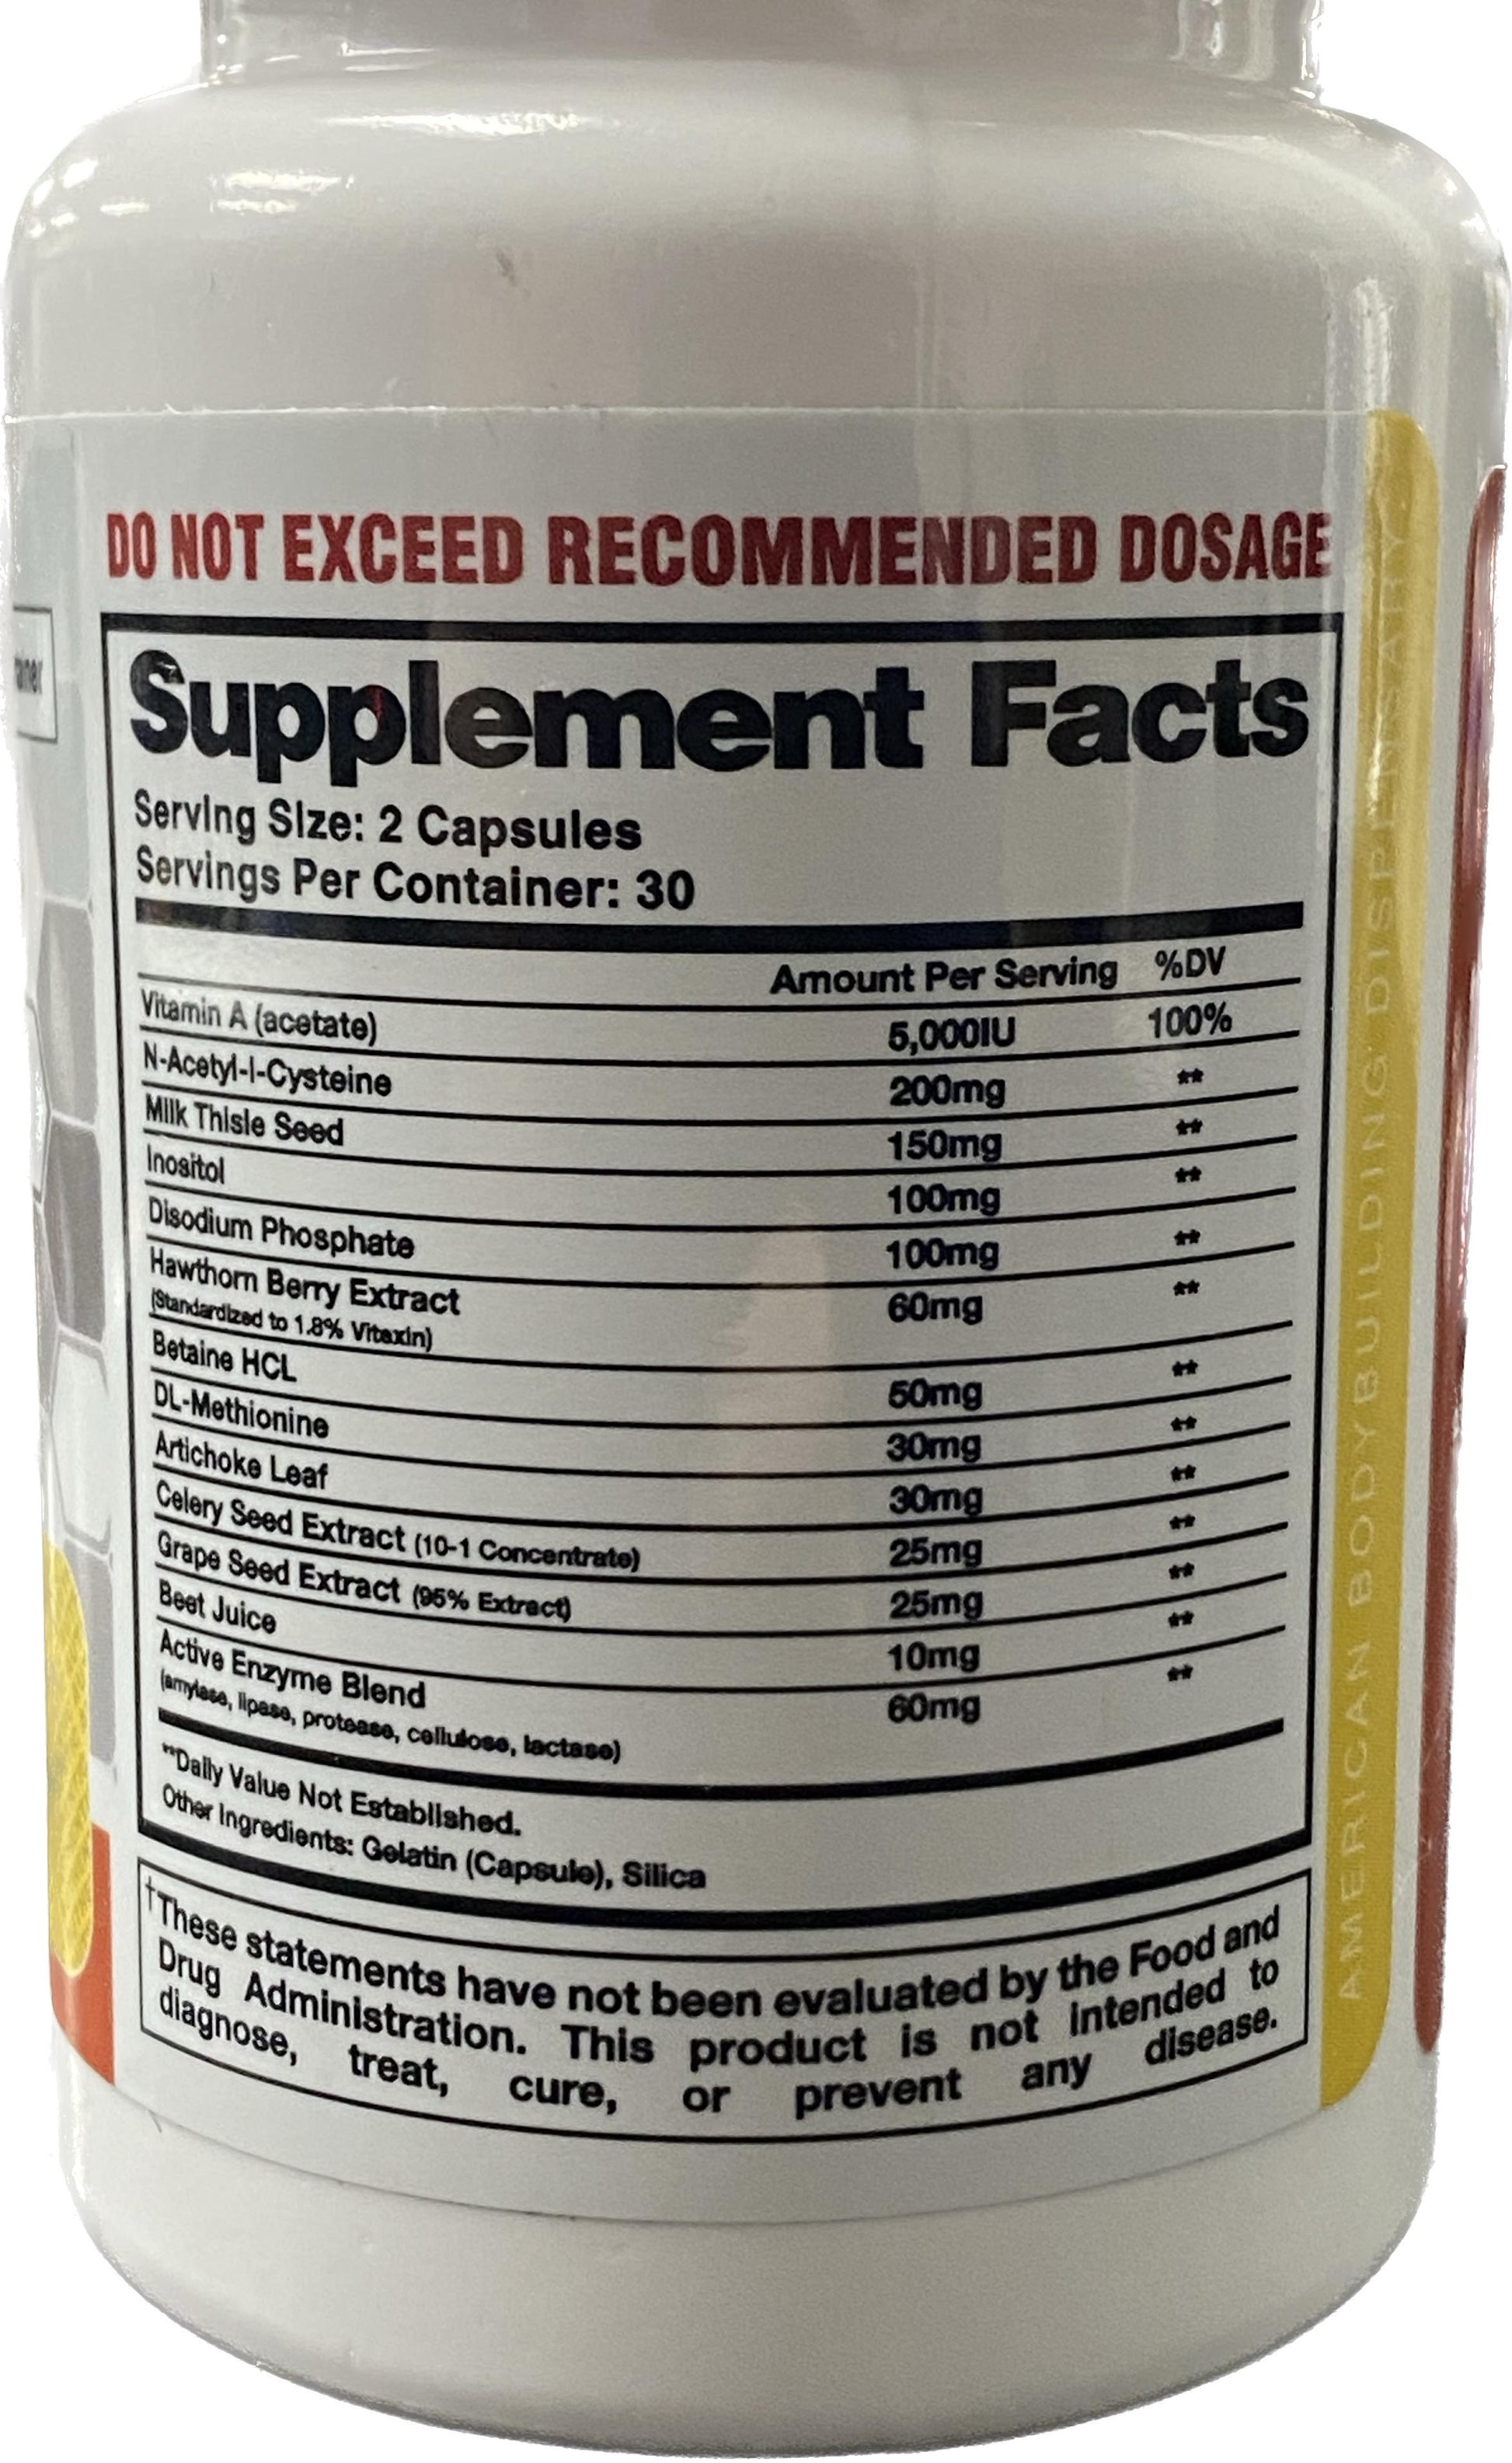 DO NOT EXCEED RECOMMENDED DOSAGE
Supplement Facts
Serving Size: 2 Capsules
Servings Per Container: 30
Amount Per Serving %DV
Vitamin A (acetate) 5,000IU 100%
N-Acetyl-l-Cysteine 200mg **
Milk Thisle Seed 150mg **
Inositol 100mg **
Disodium Phosphate 100mg **
Hawthorn Berry Extract 60mg **
(Standardized to 1.8% Vitexin)
Betaine HCL 50mg **
DL-Methionine 30mg **
Artichoke Leaf 30mg **
Celery Seed Extract (10-1 Concentrate) 25mg **
Grape Seed Extract (95% Extract) 25mg **
Beet Juice 10mg **
Active Enzyme Blend 60mg **
(amylase, lipase, protease, cellulose, lactase)
**Daily Value Not Established.
Other Ingredients: Gelatin (Capsule), Silica
†These statements have not been evaluated by the Food and
Drug Administration. This product is not intended to
diagnose, treat, cure, or prevent any disease.
AMERICAN BODYBUILDING DISPENSARY